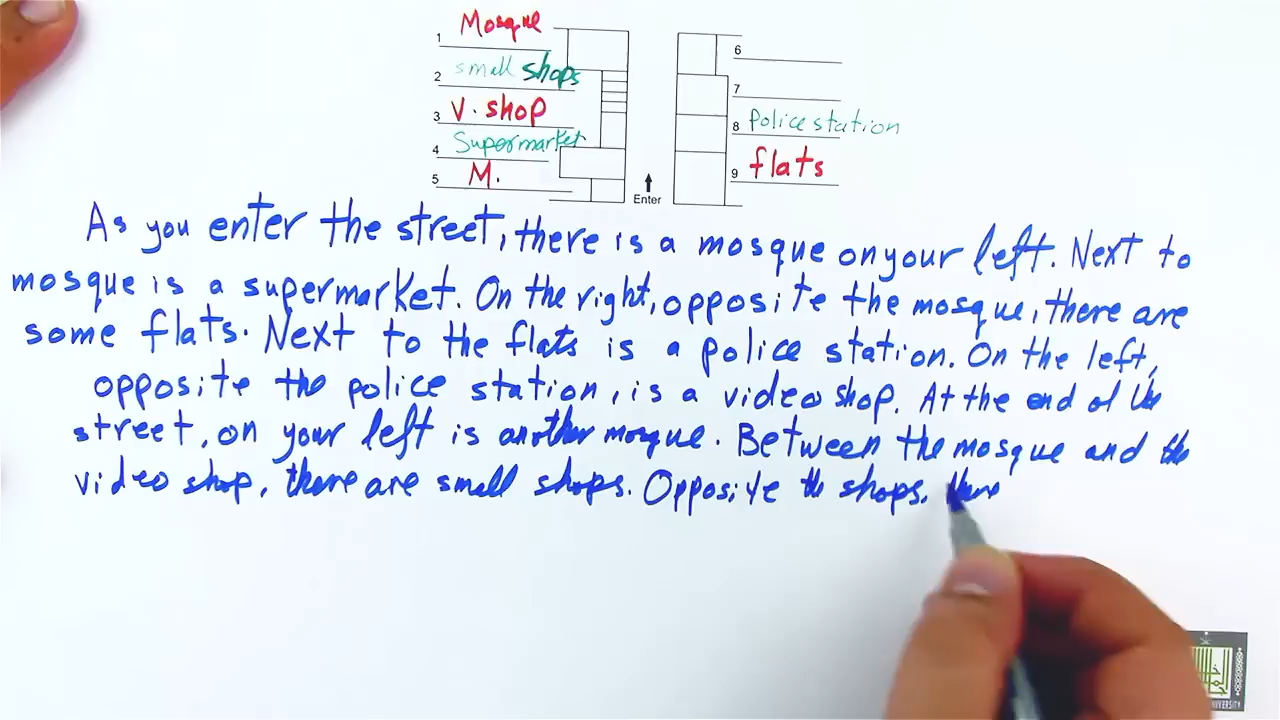 1 Mosque
2 small shops
3 V. shop
4 Supermarket
5 M.
Enter
6
7
8 Police station
9 flats
As you enter the street, there is a mosque on your left. Next to
mosque is a supermarket. On the right, opposite the mosque, there are
some flats. Next to the flats is a police station. On the left,
opposite the police station, is a video shop. At the end of the
street, on your left is another mosque. Between the mosque and the
video shop, there are small shops. Opposite the shops, there